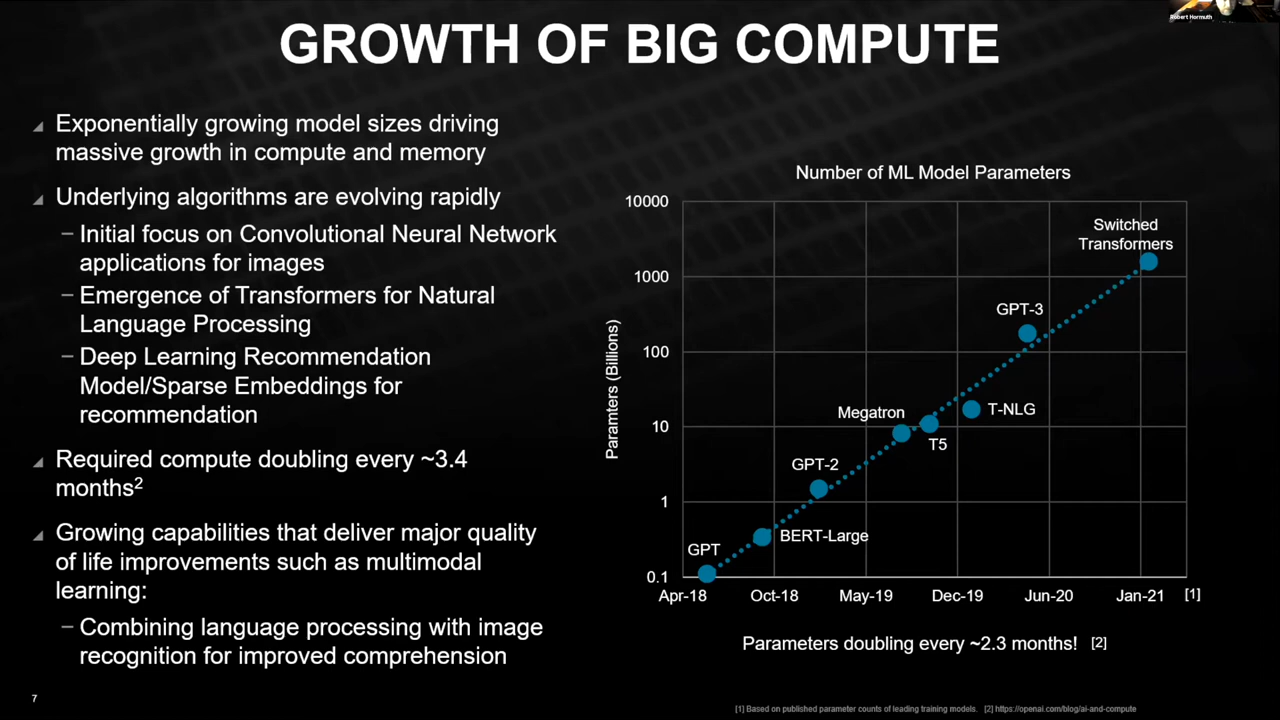 Robert Hormuth
GROWTH OF BIG COMPUTE
Exponentially growing model sizes driving
massive growth in compute and memory
Underlying algorithms are evolving rapidly
– Initial focus on Convolutional Neural Network
applications for images
– Emergence of Transformers for Natural
Language Processing
– Deep Learning Recommendation
Model/Sparse Embeddings for
recommendation
Required compute doubling every ~3.4
months2
Growing capabilities that deliver major quality
of life improvements such as multimodal
learning:
– Combining language processing with image
recognition for improved comprehension
Number of ML Model Parameters
Paramters (Billions)
10000
1000
100
10
1
0.1
Switched
Transformers
GPT-3
T-NLG
Megatron
T5
GPT-2
BERT-Large
GPT
Apr-18 Oct-18 May-19 Dec-19 Jun-20 Jan-21 [1]
Parameters doubling every ~2.3 months! [2]
7
[1] Based on published parameter counts of leading training models. [2] https://openai.com/blog/ai-and-compute